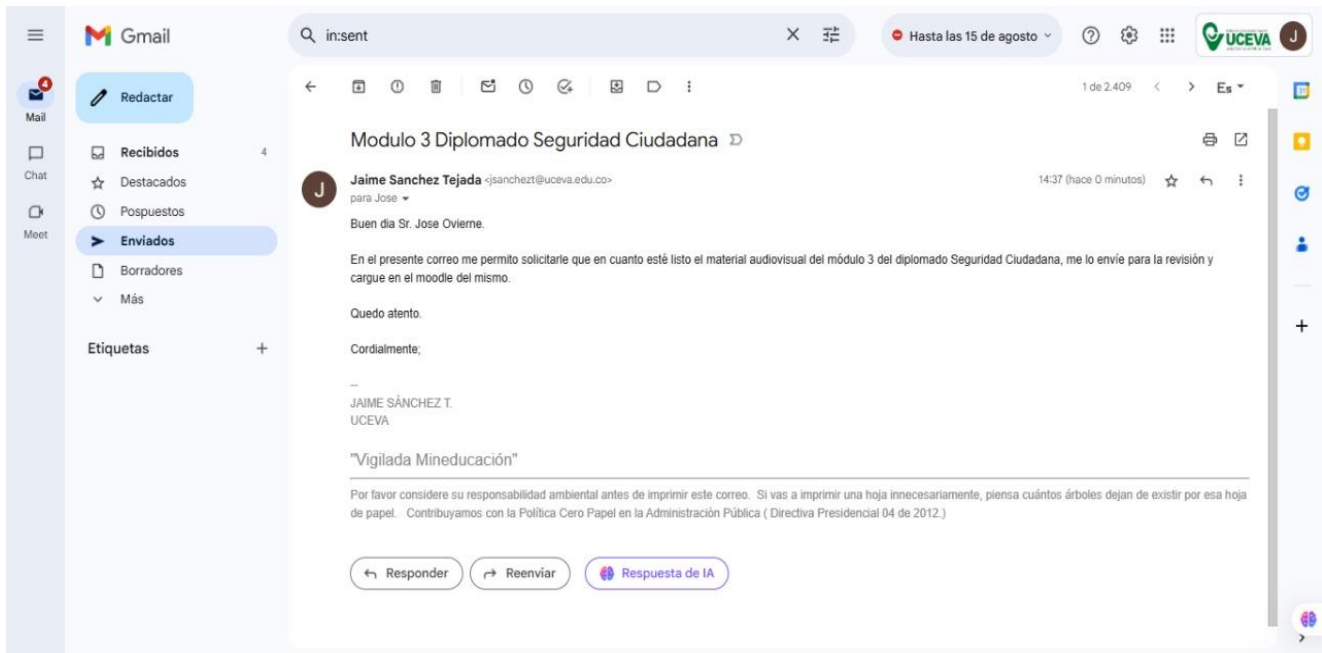 Gmail
in:sent
Hasta las 15 de agosto
UCEVA
J
4
Mail
Chat
Meet
Redactar
Recibidos 4
Destacados
Pospuestos
Enviados
Borradores
Más
Etiquetas
1 de 2.409
Es
Modulo 3 Diplomado Seguridad Ciudadana
J
Jaime Sanchez Tejada <jsanchezt@uceva.edu.co>
14:37 (hace 0 minutos)
para Jose
Buen dia Sr. Jose Ovierne.
En el presente correo me permito solicitarle que en cuanto esté listo el material audiovisual del módulo 3 del diplomado Seguridad Ciudadana, me lo envíe para la revisión y
cargue en el moodle del mismo.
Quedo atento.
Cordialmente;
--
JAIME SÁNCHEZ T.
UCEVA
"Vigilada Mineducación"
Por favor considere su responsabilidad ambiental antes de imprimir este correo. Si vas a imprimir una hoja innecesariamente, piensa cuántos árboles dejan de existir por esa hoja
de papel. Contribuyamos con la Política Cero Papel en la Administración Pública ( Directiva Presidencial 04 de 2012.)
Responder
Reenviar
Respuesta de IA